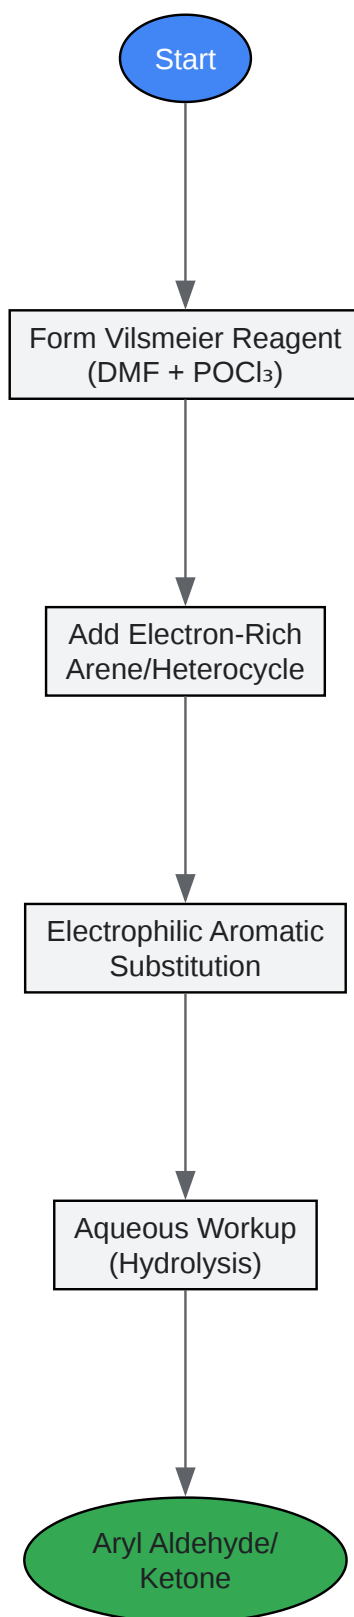 Start
Form Vilsmeier Reagent
(DMF + POCl₃)
Add Electron-Rich
Arene/Heterocycle
Electrophilic Aromatic
Substitution
Aqueous Workup
(Hydrolysis)
Aryl Aldehyde/
Ketone